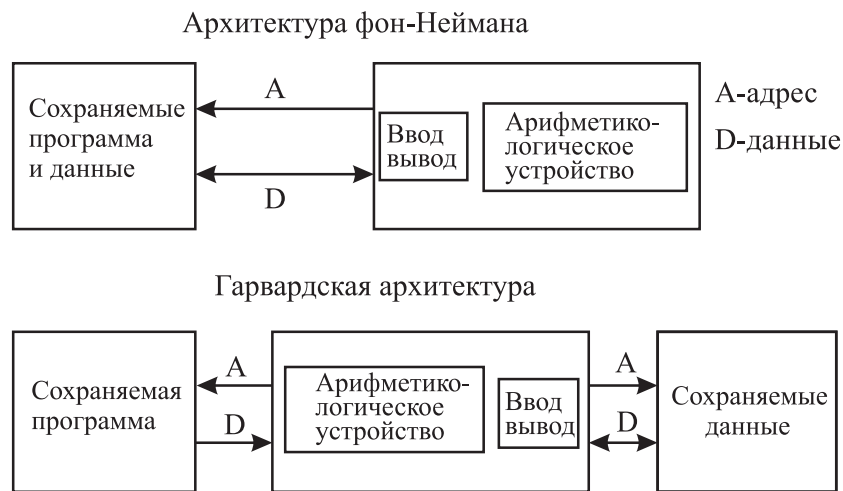 Архитектура фон-Неймана
Сохраняемые
программа
и данные
A
D
Ввод
вывод
Арифметико-
логическое
устройство
A-адрес
D-данные
Гарвардская архитектура
Сохраняемая
программа
A
D
Арифметико-
логическое
устройство
Ввод
вывод
A
D
Сохраняемые
данные